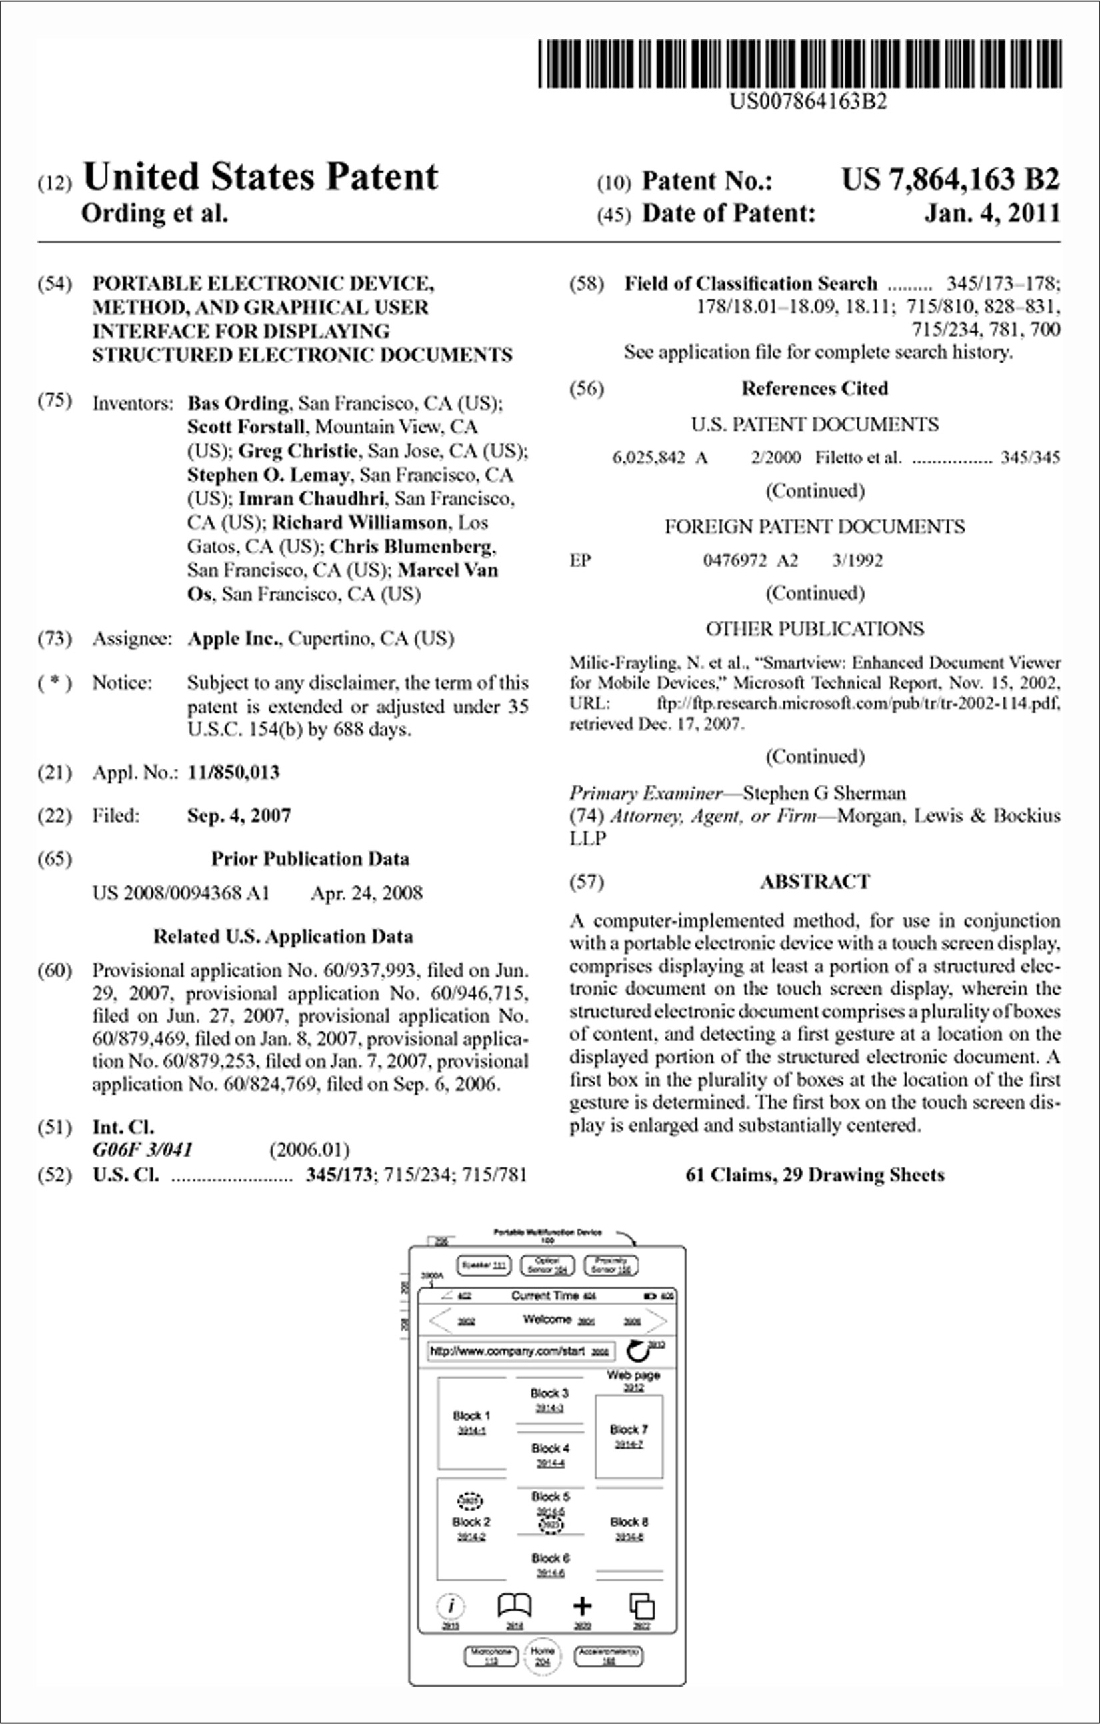 US007864163B2
(12) United States Patent
Ording et al.
(10) Patent No.: US 7,864,163 B2
(45) Date of Patent: Jan. 4, 2011
(54) PORTABLE ELECTRONIC DEVICE,
METHOD, AND GRAPHICAL USER
INTERFACE FOR DISPLAYING
STRUCTURED ELECTRONIC DOCUMENTS
(75) Inventors: Bas Ording, San Francisco, CA (US);
Scott Forstall, Mountain View, CA
(US); Greg Christie, San Jose, CA (US);
Stephen O. Lemay, San Francisco, CA
(US); Imran Chaudhri, San Francisco,
CA (US); Richard Williamson, Los
Gatos, CA (US); Chris Blumenberg,
San Francisco, CA (US); Marcel Van
Os, San Francisco, CA (US)
(73) Assignee: Apple Inc., Cupertino, CA (US)
( * ) Notice: Subject to any disclaimer, the term of this
patent is extended or adjusted under 35
U.S.C. 154(b) by 688 days.
(21) Appl. No.: 11/850,013
(22) Filed: Sep. 4, 2007
(65) Prior Publication Data
US 2008/0094368 A1 Apr. 24, 2008
Related U.S. Application Data
(60) Provisional application No. 60/937,993, filed on Jun.
29, 2007, provisional application No. 60/946,715,
filed on Jun. 27, 2007, provisional application No.
60/879,469, filed on Jan. 8, 2007, provisional applica-
tion No. 60/879,253, filed on Jan. 7, 2007, provisional
application No. 60/824,769, filed on Sep. 6, 2006.
(51) Int. Cl.
G06F 3/041 (2006.01)
(52) U.S. Cl. ........................ 345/173; 715/234; 715/781
(58) Field of Classification Search ......... 345/173–178;
178/18.01–18.09, 18.11; 715/810, 828–831,
715/234, 781, 700
See application file for complete search history.
(56) References Cited
U.S. PATENT DOCUMENTS
6,025,842 A 2/2000 Filetto et al. ................ 345/345
(Continued)
FOREIGN PATENT DOCUMENTS
EP 0476972 A2 3/1992
(Continued)
OTHER PUBLICATIONS
Milic-Frayling, N. et al., “Smartview: Enhanced Document Viewer
for Mobile Devices,” Microsoft Technical Report, Nov. 15, 2002,
URL: ftp://ftp.research.microsoft.com/pub/tr/tr-2002-114.pdf,
retrieved Dec. 17, 2007.
(Continued)
Primary Examiner—Stephen G Sherman
(74) Attorney, Agent, or Firm—Morgan, Lewis & Bockius
LLP
(57) ABSTRACT
A computer-implemented method, for use in conjunction
with a portable electronic device with a touch screen display,
comprises displaying at least a portion of a structured elec-
tronic document on the touch screen display, wherein the
structured electronic document comprises a plurality of boxes
of content, and detecting a first gesture at a location on the
displayed portion of the structured electronic document. A
first box in the plurality of boxes at the location of the first
gesture is determined. The first box on the touch screen dis-
play is enlarged and substantially centered.
61 Claims, 29 Drawing Sheets
Portable Multifunction Device
100
206
Speaker 111
Optical
Sensor 164
Proximity
Sensor 166
3900A
402 Current Time 404 406
3902 Welcome 3904 3906
http://www.company.com/start 3908
Web page
3912
Block 1
3914-1
Block 3
3914-3
Block 7
3914-7
Block 4
3914-4
Block 2
3914-2
Block 5
3914-5
3923
Block 8
3914-8
Block 6
3914-6
i
3918
3920
3922
Microphone
113
Home
204
Accelerometer(s)
168